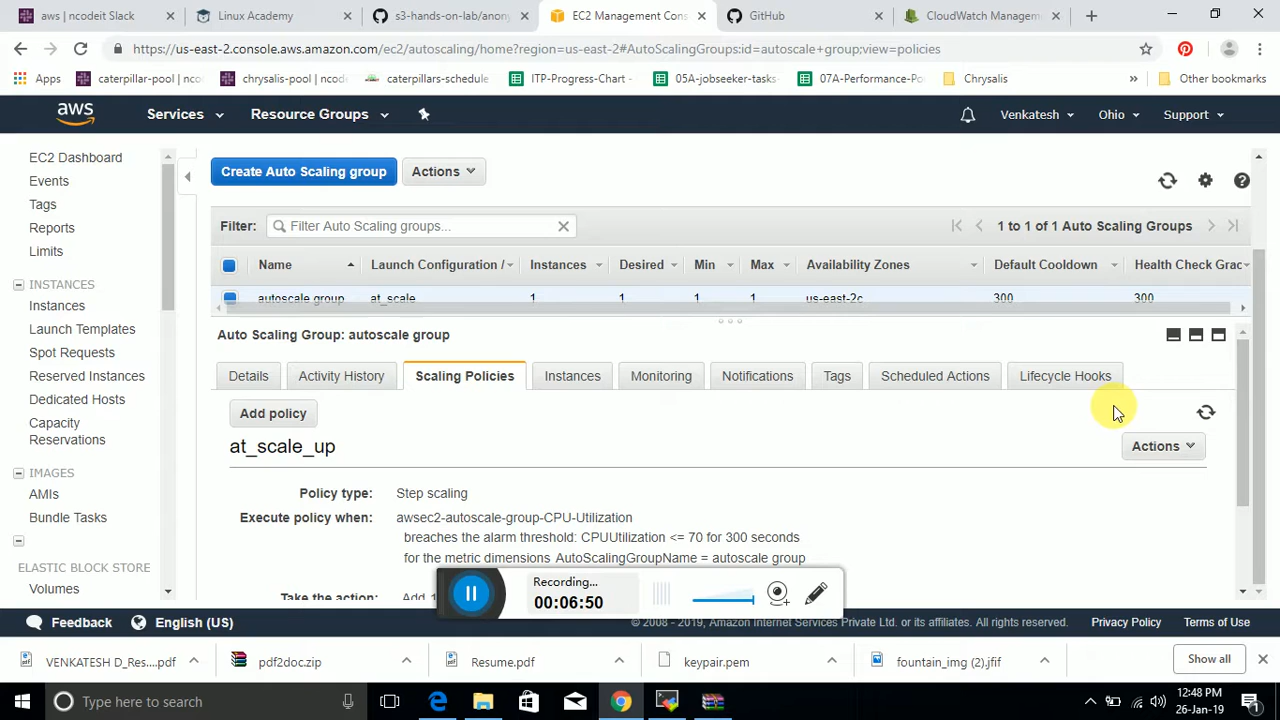 aws | ncodeit Slack
Linux Academy
s3-hands-on-lab/anony
EC2 Management Cons
GitHub
CloudWatch Managem
https://us-east-2.console.aws.amazon.com/ec2/autoscaling/home?region=us-east-2#AutoScalingGroups:id=autoscale+group;view=policies
Apps
caterpillar-pool | nco
chrysalis-pool | ncode
caterpillars-schedule
ITP-Progress-Chart -
05A-jobseeker-tasks
07A-Performance-Po
Chrysalis
»
Other bookmarks
aws
Services
Resource Groups
Venkatesh
Ohio
Support
EC2 Dashboard
Events
Tags
Reports
Limits
INSTANCES
Instances
Launch Templates
Spot Requests
Reserved Instances
Dedicated Hosts
Capacity
Reservations
IMAGES
AMIs
Bundle Tasks
ELASTIC BLOCK STORE
Volumes
Create Auto Scaling group
Actions
Filter:
Filter Auto Scaling groups...
1 to 1 of 1 Auto Scaling Groups
Name
Launch Configuration /
Instances
Desired
Min
Max
Availability Zones
Default Cooldown
Health Check Grac
autoscale group
at_scale
1
1
1
1
us-east-2c
300
300
Auto Scaling Group: autoscale group
Details
Activity History
Scaling Policies
Instances
Monitoring
Notifications
Tags
Scheduled Actions
Lifecycle Hooks
Add policy
at_scale_up
Actions
Policy type: Step scaling
Execute policy when: awsec2-autoscale-group-CPU-Utilization
breaches the alarm threshold: CPUUtilization <= 70 for 300 seconds
for the metric dimensions AutoScalingGroupName = autoscale group
Take the action: Add 1
Recording...
00:06:50
Feedback
English (US)
© 2008 - 2019, Amazon Internet Services Private Ltd. or its affiliates. All rights reserved.
Privacy Policy
Terms of Use
VENKATESH D_Res....pdf
pdf2doc.zip
Resume.pdf
keypair.pem
fountain_img (2).jfif
Show all
Type here to search
12:48 PM
26-Jan-19
1